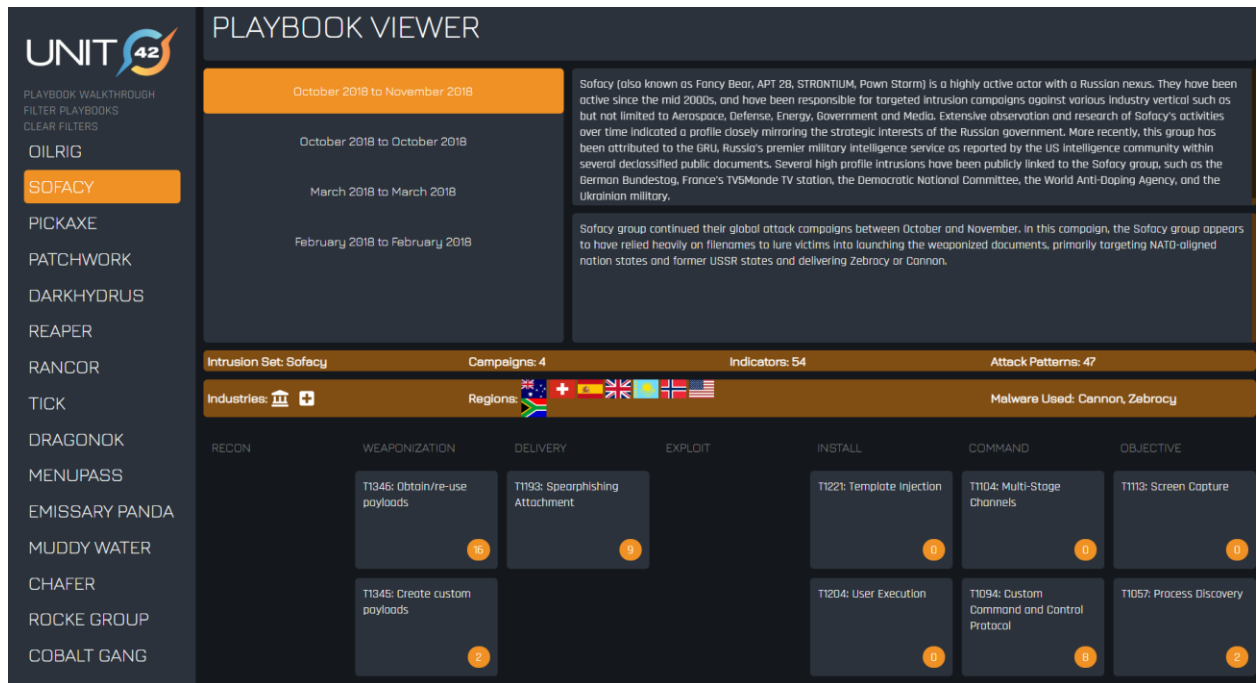 UNIT 42
PLAYBOOK WALKTHROUGH
FILTER PLAYBOOKS
CLEAR FILTERS
OILRIG
SOFACY
PICKAXE
PATCHWORK
DARKHYDRUS
REAPER
RANCOR
TICK
DRAGONOK
MENUPASS
EMISSARY PANDA
MUDDY WATER
CHAFER
ROCKE GROUP
COBALT GANG
PLAYBOOK VIEWER
October 2018 to November 2018
October 2018 to October 2018
March 2018 to March 2018
February 2018 to February 2018
Sofacy (also known as Fancy Bear, APT 28, STRONTIUM, Pawn Storm) is a highly active actor with a Russian nexus. They have been
active since the mid 2000s, and have been responsible for targeted intrusion campaigns against various industry vertical such as
but not limited to Aerospace, Defense, Energy, Government and Media. Extensive observation and research of Sofacy's activities
over time indicated a profile closely mirroring the strategic interests of the Russian government. More recently, this group has
been attributed to the GRU, Russia's premier military intelligence service as reported by the US intelligence community within
several declassified public documents. Several high profile intrusions have been publicly linked to the Sofacy group, such as the
German Bundestag, France's TV5Monde TV station, the Democratic National Committee, the World Anti-Doping Agency, and the
Ukrainian military.
Sofacy group continued their global attack campaigns between October and November. In this campaign, the Sofacy group appears
to have relied heavily on filenames to lure victims into launching the weaponized documents, primarily targeting NATO-aligned
nation states and former USSR states and delivering Zebrocy or Cannon.
Intrusion Set: Sofacy Campaigns: 4 Indicators: 54 Attack Patterns: 47
Industries: Regions: Malware Used: Cannon, Zebrocy
RECON WEAPONIZATION DELIVERY EXPLOIT INSTALL COMMAND OBJECTIVE
T1346: Obtain/re-use
payloads
16
T1193: Spearphishing
Attachment
9
T1221: Template Injection
0
T1104: Multi-Stage
Channels
0
T1113: Screen Capture
0
T1345: Create custom
payloads
2
T1204: User Execution
0
T1094: Custom
Command and Control
Protocol
8
T1057: Process Discovery
2